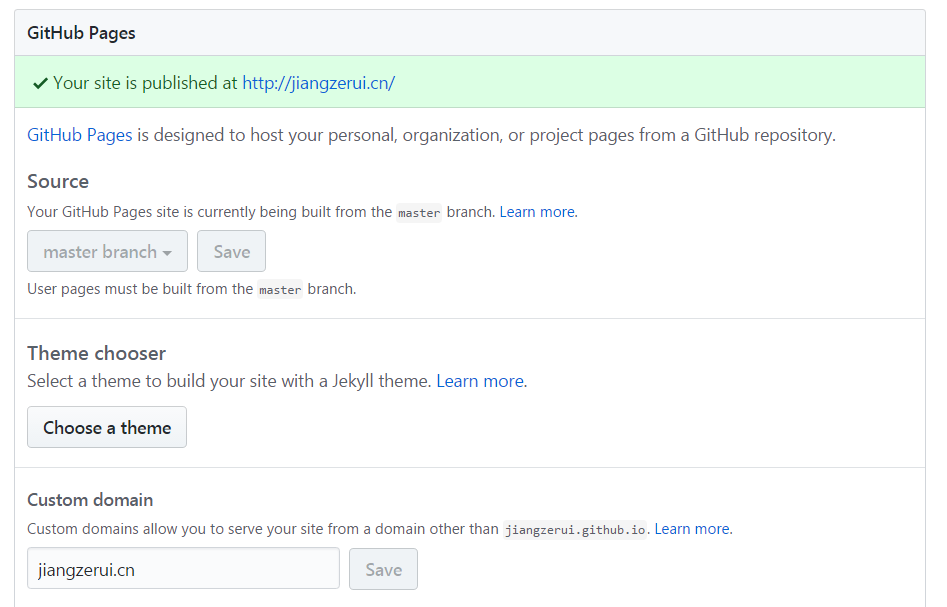 GitHub Pages
✓ Your site is published at http://jiangzerui.cn/
GitHub Pages is designed to host your personal, organization, or project pages from a GitHub repository.
Source
Your GitHub Pages site is currently being built from the master branch. Learn more.
master branch Save
User pages must be built from the master branch.
Theme chooser
Select a theme to build your site with a Jekyll theme. Learn more.
Choose a theme
Custom domain
Custom domains allow you to serve your site from a domain other than jiangzerui.github.io. Learn more.
jiangzerui.cn Save